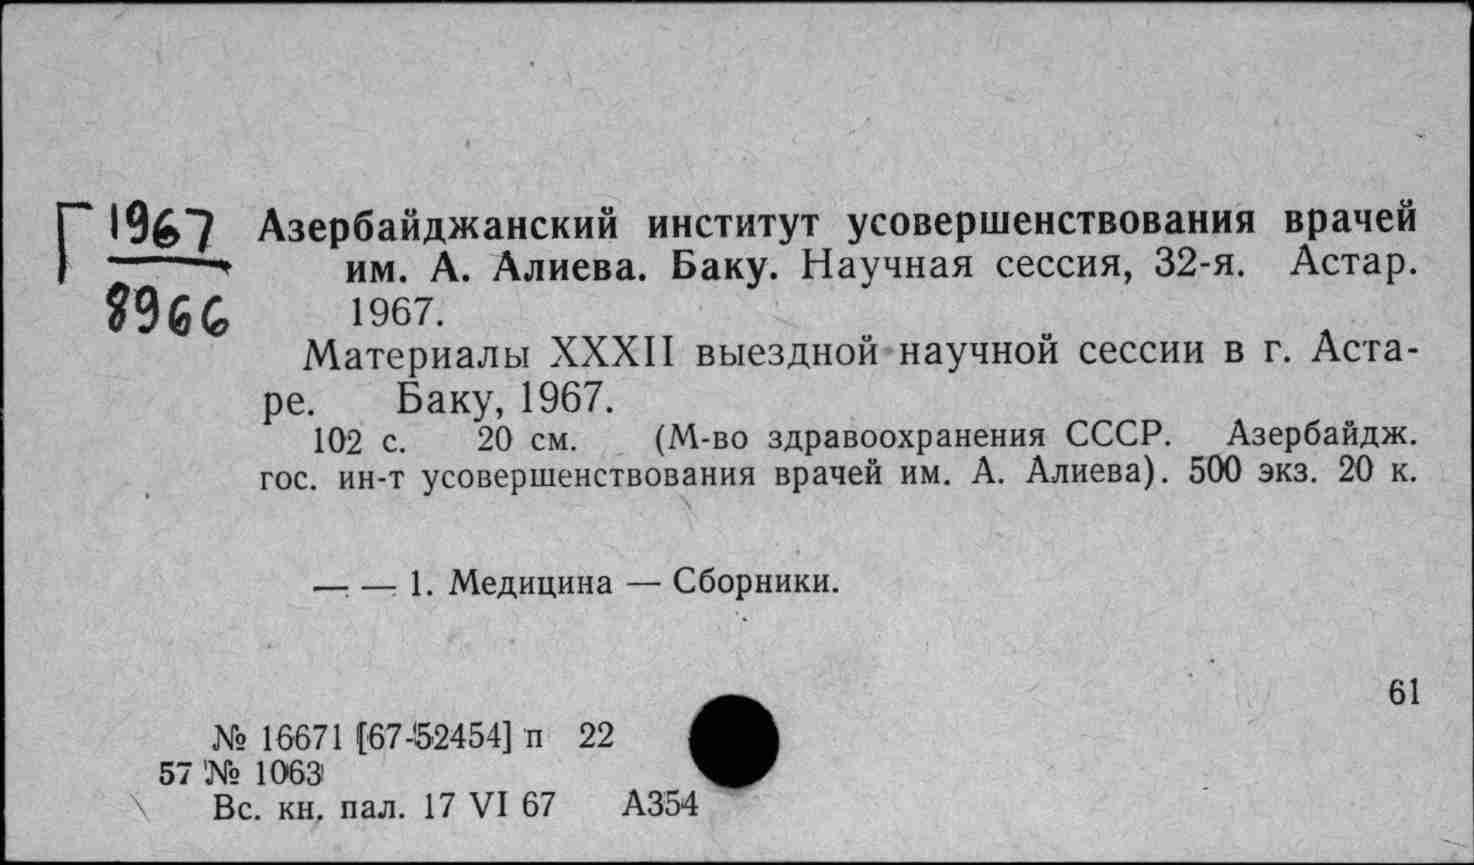 Г 1967 Азербайджанский институт усовершенствования врачей
им. А. Алиева. Баку. Научная сессия, 32-я. Астар.
8966 1967.
Материалы XXXII выездной научной сессии в г. Аста-
ре. Баку, 1967.
102 с. 20 см. (М-во здравоохранения СССР. Азербайдж.
гос. ин-т усовершенствования врачей им. А. Алиева). 500 экз. 20 к.
— — 1. Медицина — Сборники.
61
№ 16671 [67-52454] п 22
57 № 1063
Вс. кн. пал. 17 VI 67 А354